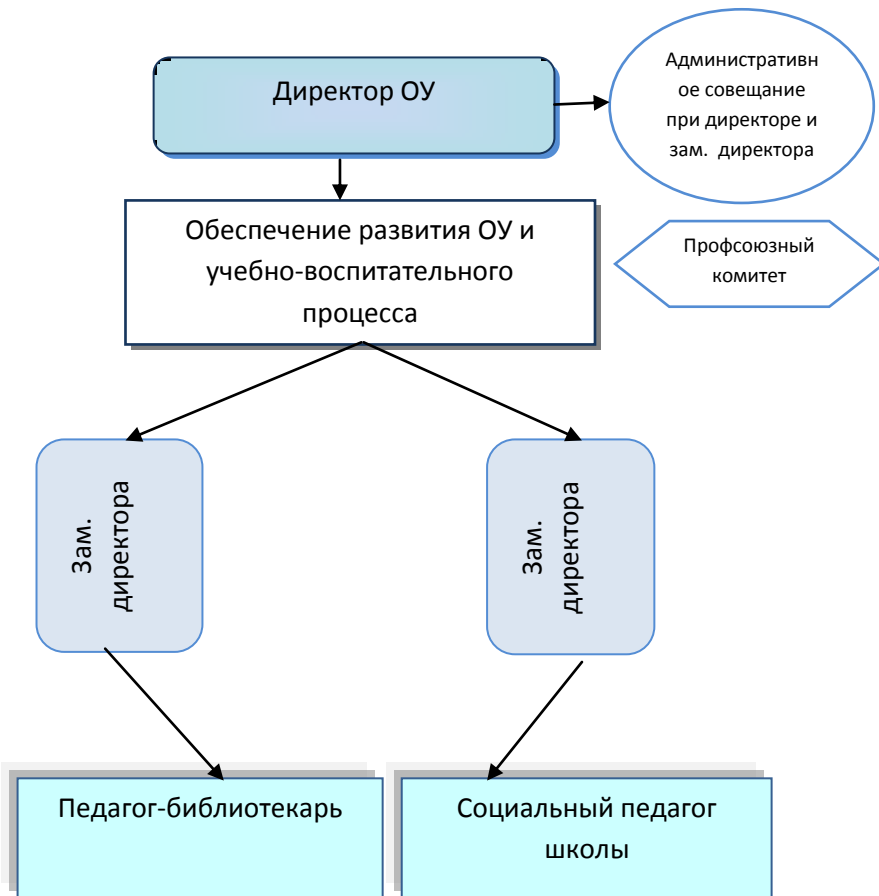 Директор ОУ
Административн
ое совещание
при директоре и
зам. директора
Обеспечение развития ОУ и
учебно-воспитательного
процесса
Профсоюзный
комитет
Зам.
директора
Зам.
директора
Педагог-библиотекарь
Социальный педагог
школы